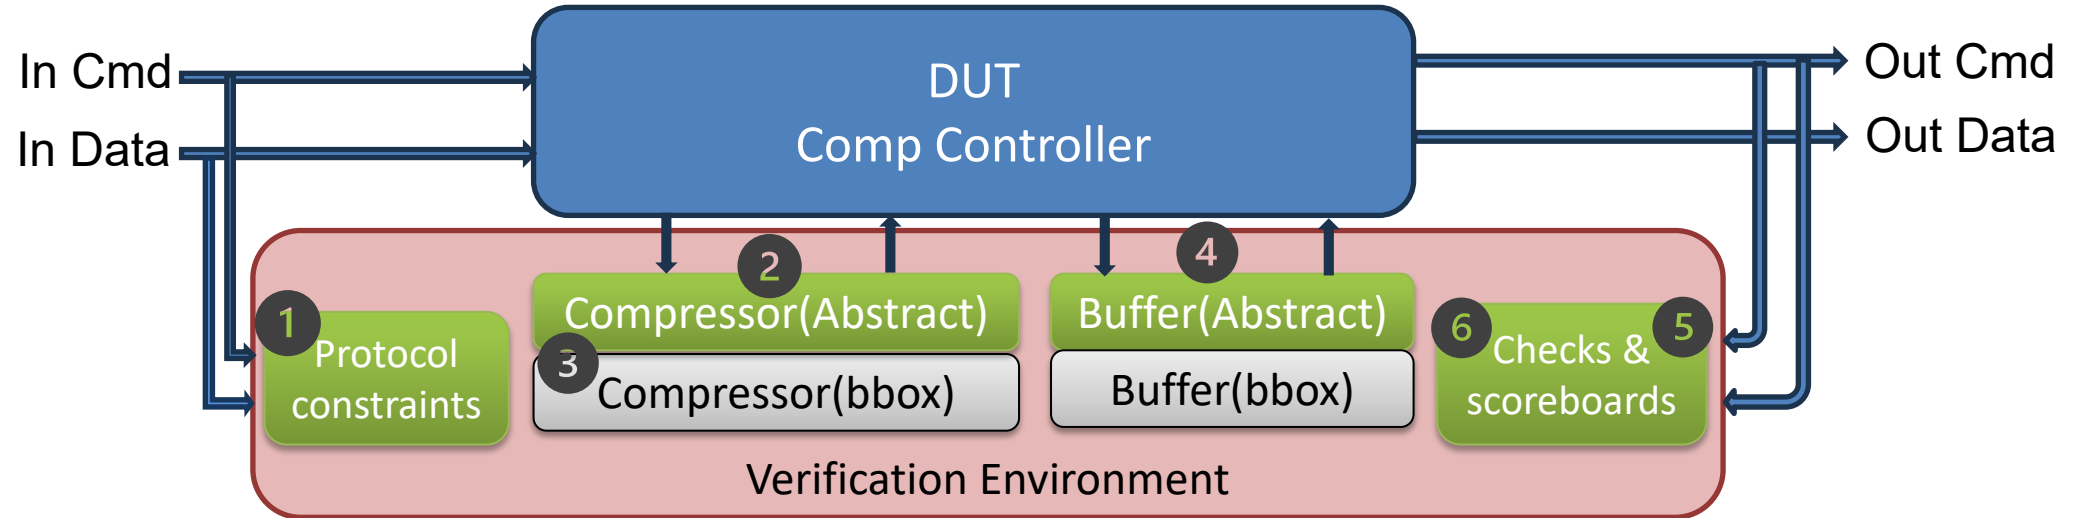 In Cmd
In Data
DUT
Comp Controller
Out Cmd
Out Data
1
Protocol
constraints
2
Compressor(Abstract)
3
Compressor(bbox)
4
Buffer(Abstract)
Buffer(bbox)
6
5
Checks &
scoreboards
Verification Environment